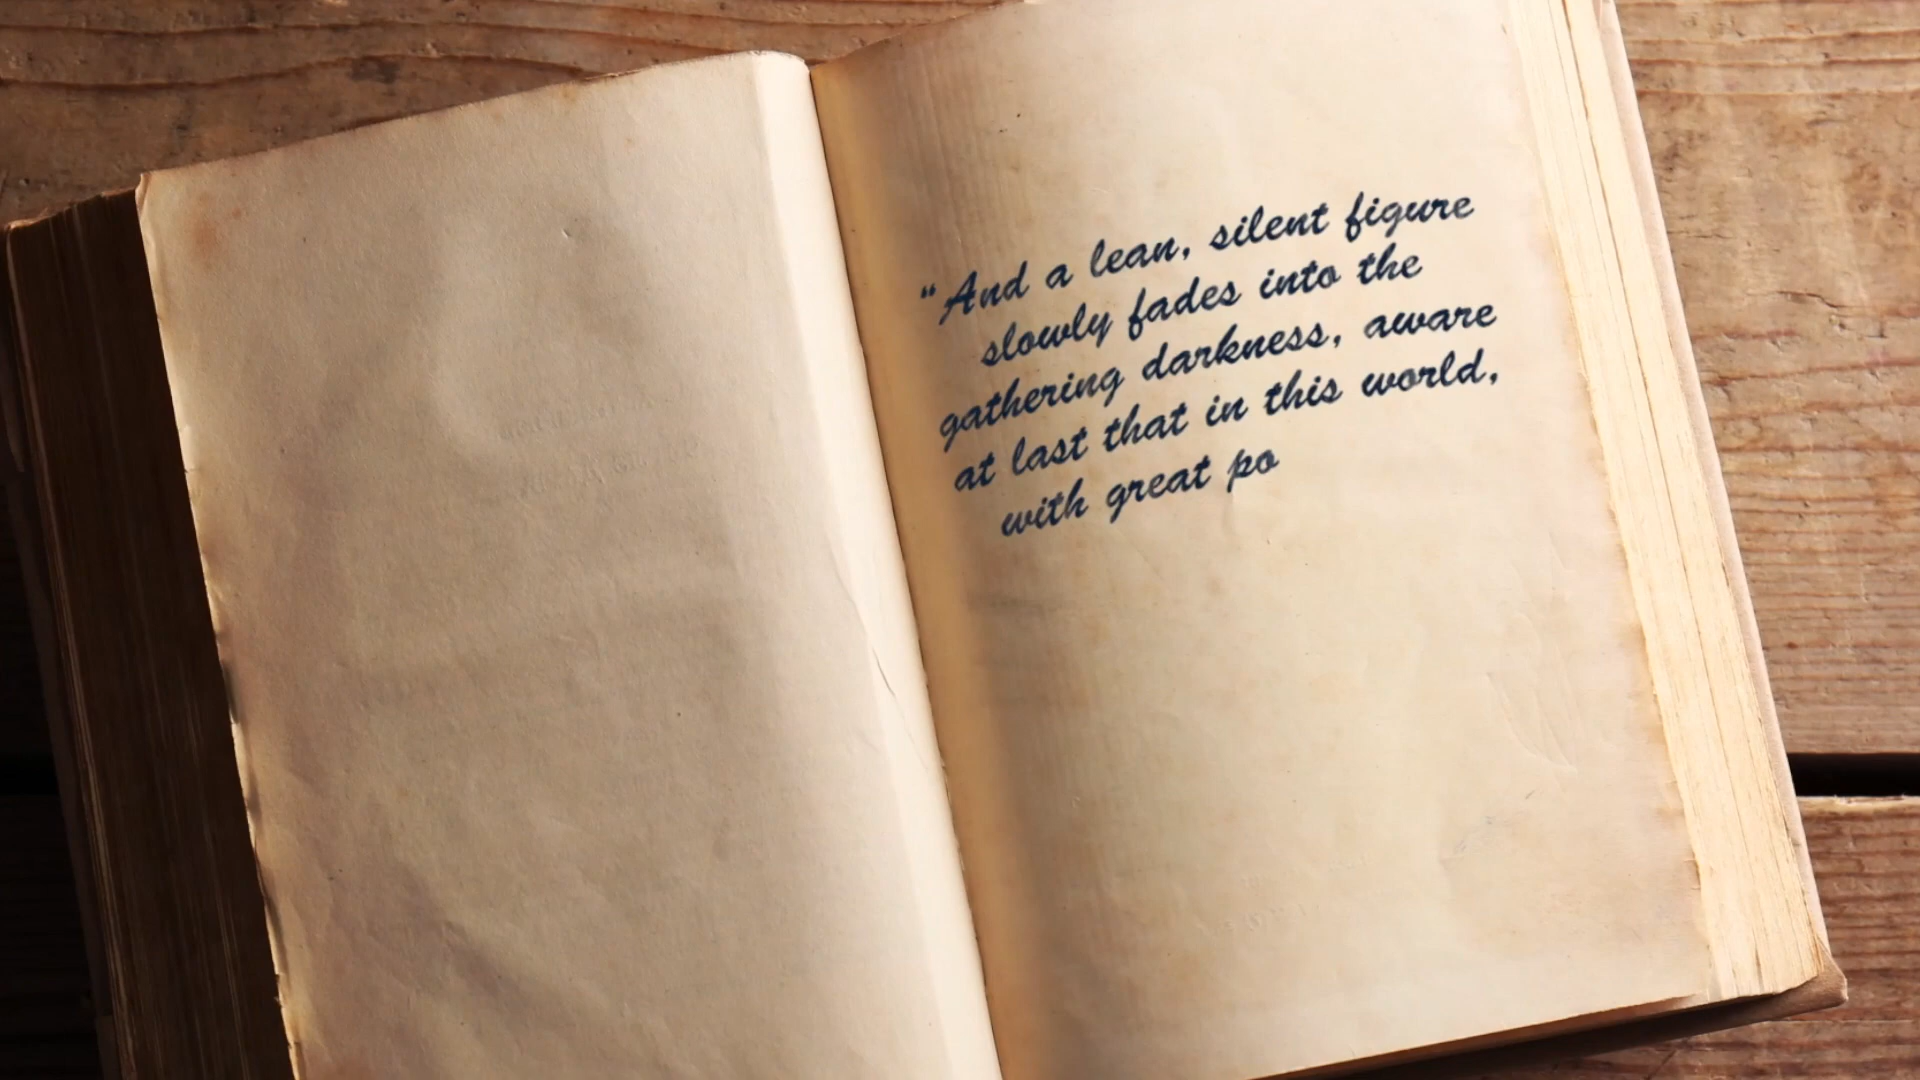 “And a lean, silent figure
slowly fades into the
gathering darkness, aware
at last that in this world,
with great po